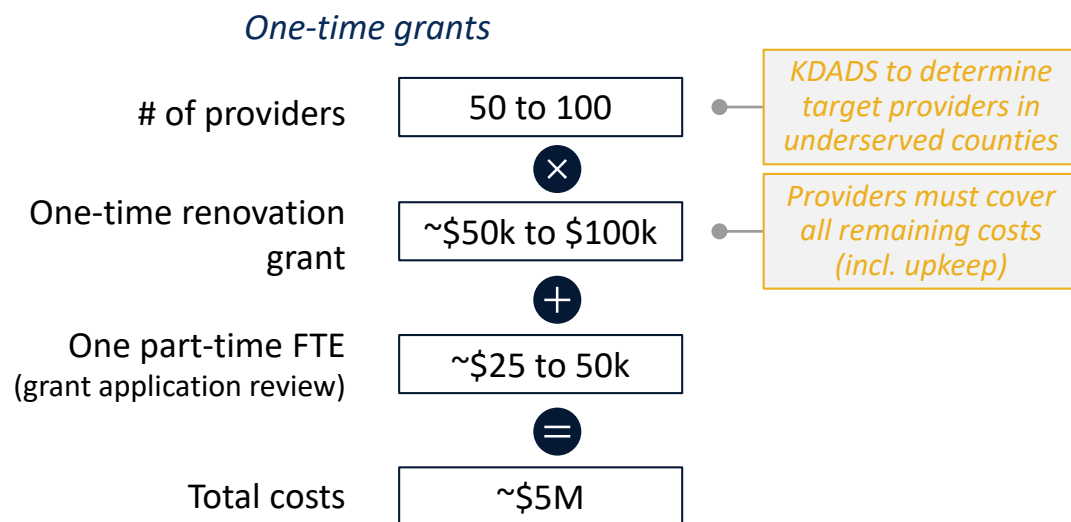 One-time grants
# of providers
50 to 100
KDADS to determine
target providers in
underserved counties
×
One-time renovation
grant
~$50k to $100k
Providers must cover
all remaining costs
(incl. upkeep)
+
One part-time FTE
(grant application review)
~$25 to 50k
=
Total costs
~$5M